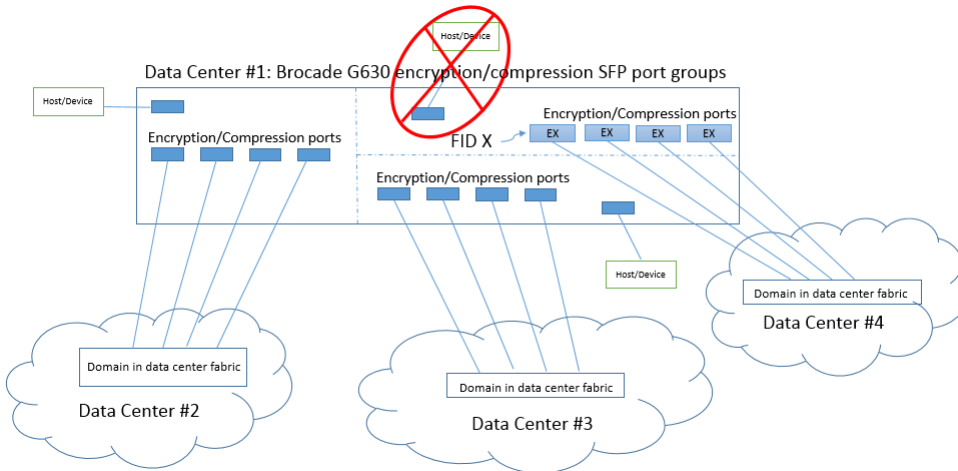 Host/Device
Data Center #1: Brocade G630 encryption/compression SFP port groups
Host/Device
Encryption/Compression ports
Encryption/Compression ports
FID X
EX EX EX EX
Encryption/Compression ports
Host/Device
Domain in data center fabric
Data Center #4
Domain in data center fabric
Data Center #2
Domain in data center fabric
Data Center #3